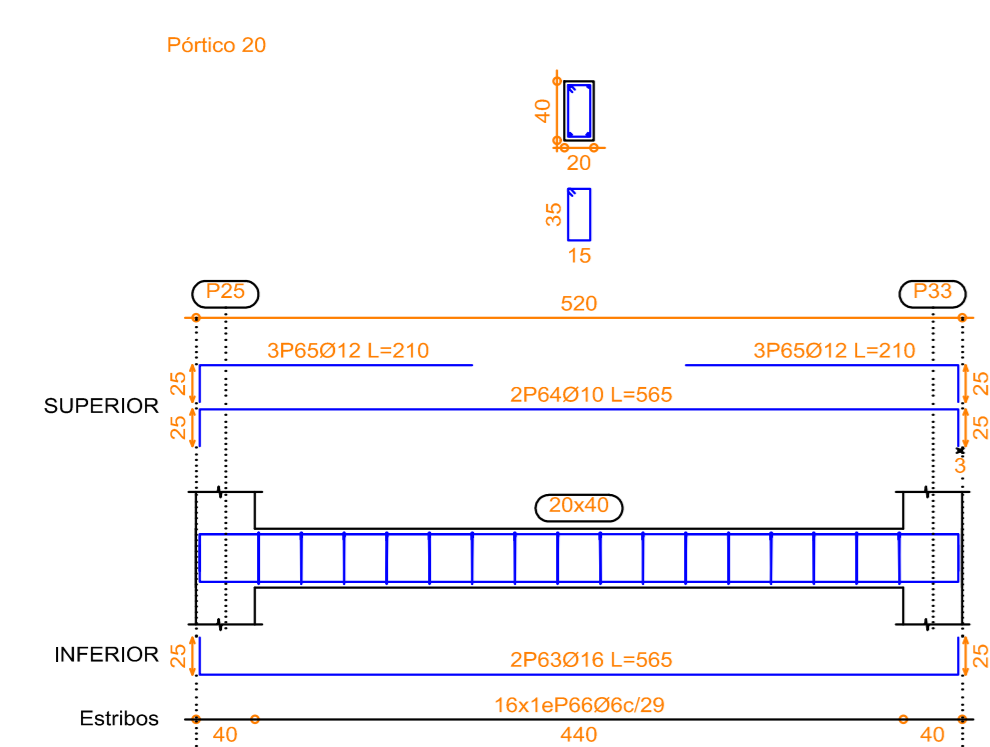 Pórtico 20
40
20
35
15
P25
P33
520
3P65Ø12 L=210
3P65Ø12 L=210
25
25
SUPERIOR
2P64Ø10 L=565
25
25
3
20x40
INFERIOR
25
2P63Ø16 L=565
25
Estribos
16x1eP66Ø6c/29
40
440
40